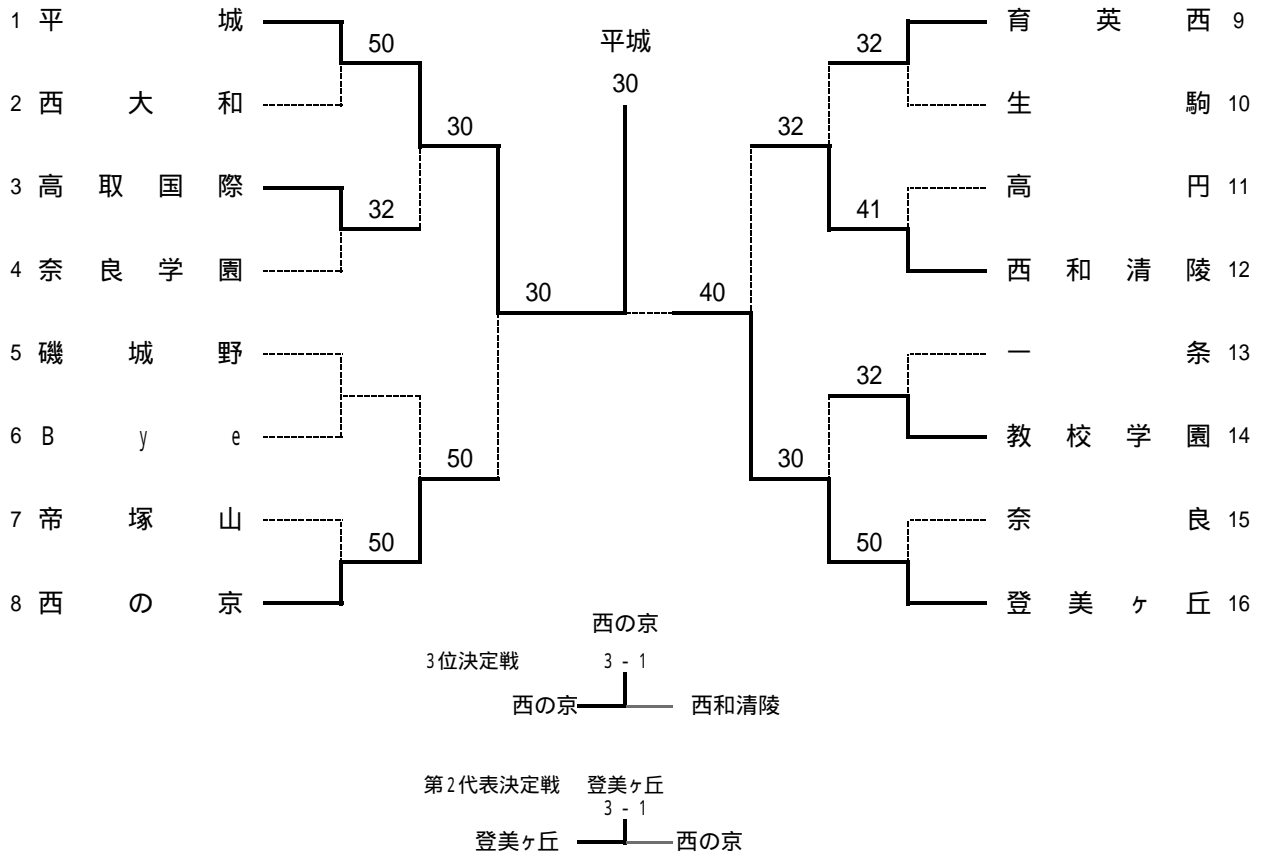 平城
30
1 平城
50
2 西大和
30
3 高取国際
32
4 奈良学園
30
5 磯城野
6 Bye
50
7 帝塚山
50
8 西の京
育英西 9
32
生駒 10
32
高円 11
41
西和清陵 12
40
一条 13
32
教校学園 14
30
奈良 15
50
登美ヶ丘 16
西の京
3位決定戦 3 - 1
西の京 西和清陵
第2代表決定戦 登美ヶ丘
3 - 1
登美ヶ丘 西の京